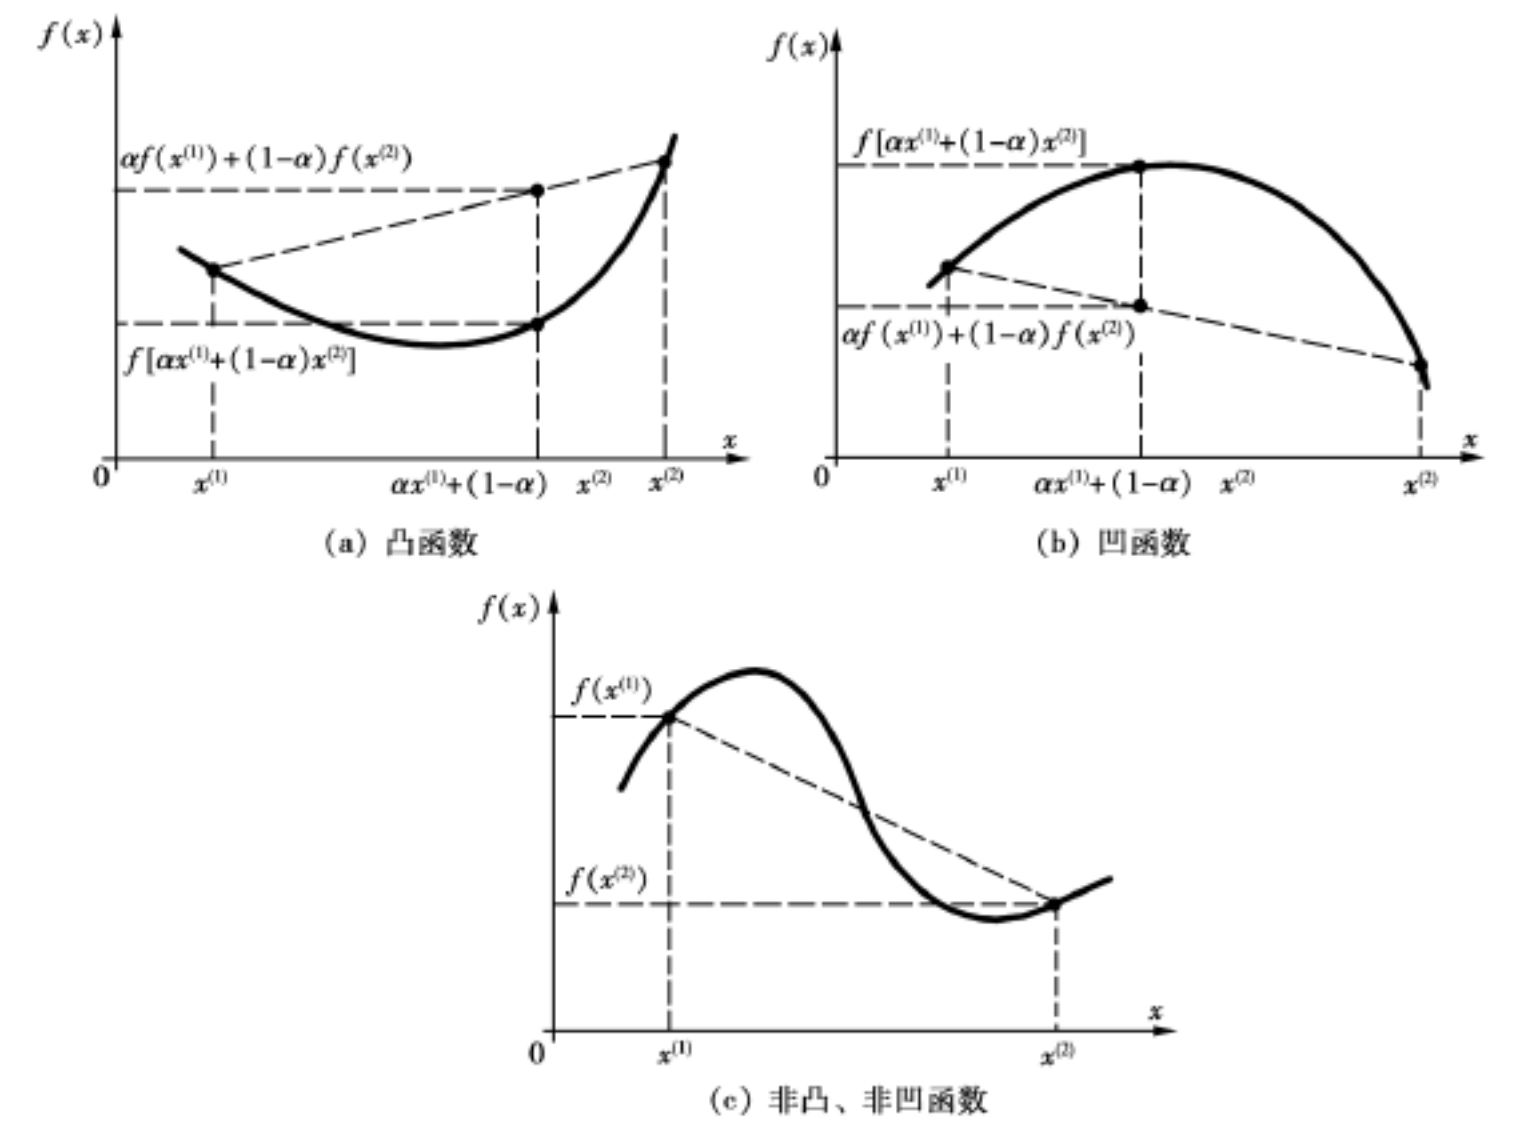 f(x)
αf(x⁽¹⁾)+(1−α)f(x⁽²⁾)
f[αx⁽¹⁾+(1−α)x⁽²⁾]
x
0
x⁽¹⁾
αx⁽¹⁾+(1−α) x⁽²⁾
x⁽²⁾
(a) 凸函数
f(x)
f[αx⁽¹⁾+(1−α)x⁽²⁾]
αf(x⁽¹⁾)+(1−α)f(x⁽²⁾)
x
0
x⁽¹⁾
αx⁽¹⁾+(1−α) x⁽²⁾
x⁽²⁾
(b) 凹函数
f(x)
f(x⁽¹⁾)
f(x⁽²⁾)
x
0
x⁽¹⁾
x⁽²⁾
(c) 非凸、非凹函数